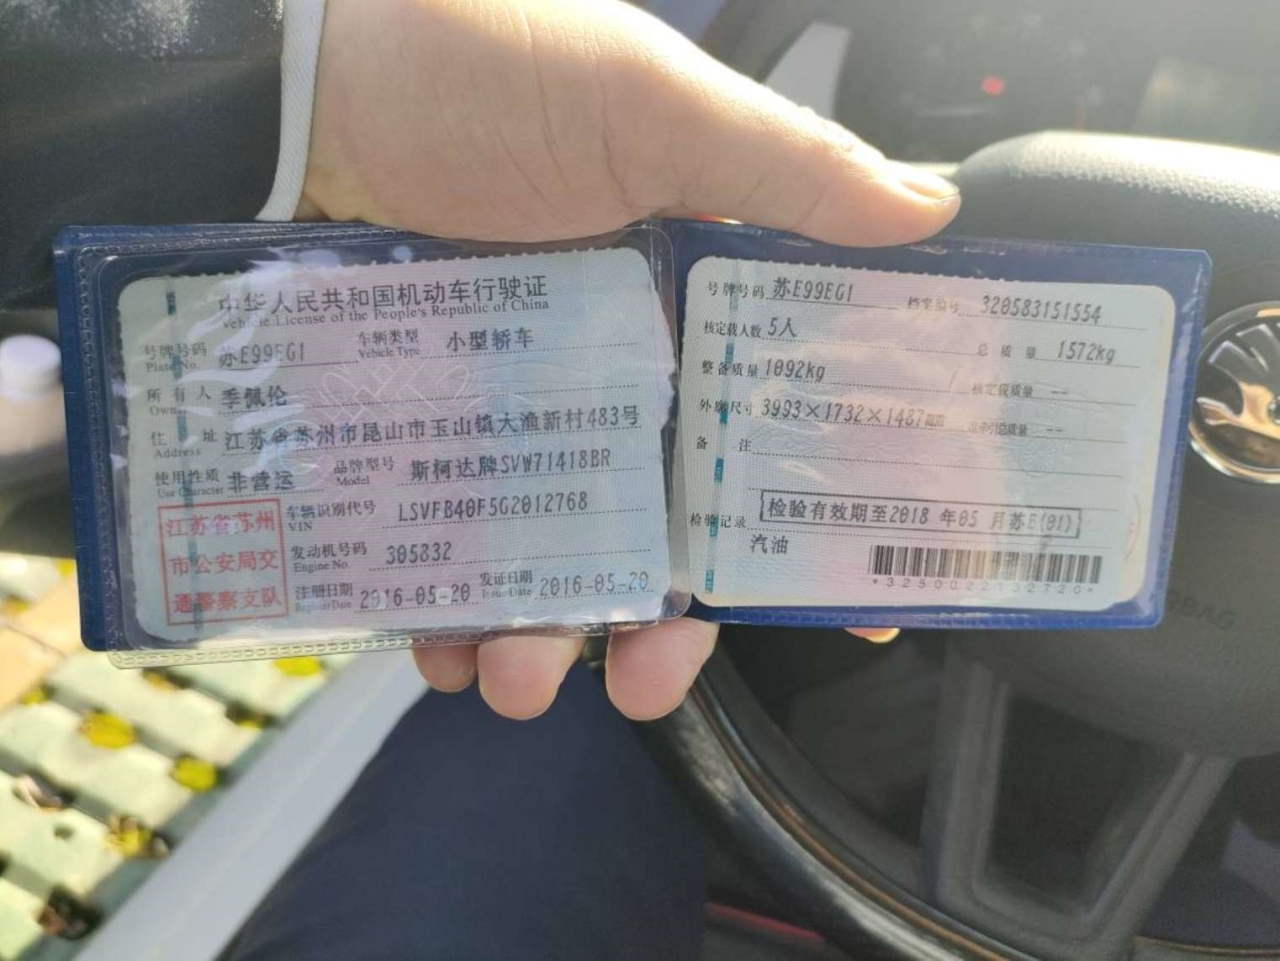 中华人民共和国机动车行驶证
Vehicle License of the People's Republic of China
号牌号码 苏E99EG1 车辆类型 小型轿车
Plate No. Vehicle Type
所有人 季佩伦
Own
住址 江苏省苏州市昆山市玉山镇大渔新村483号
Address
使用性质 非营运 品牌型号 斯柯达牌SVW71418BR
Use Character Model
江苏省苏州
市公安局交
通警察支队
车辆识别代号 LSVFB40F5G2012768
VIN
发动机号码 305832
Engine No.
注册日期 2016-05-20 发证日期 2016-05-20
Register Date Issue Date
号牌号码 苏E99EG1 档案编号 320583151554
核定载人数 5人 总质量 1572kg
整备质量 1092kg 核定载质量 --
外廓尺寸 3993×1732×1487mm 准牵引总质量 --
备注
检验记录 检验有效期至2018 年05 月苏E(01)
汽油
AIRBAG